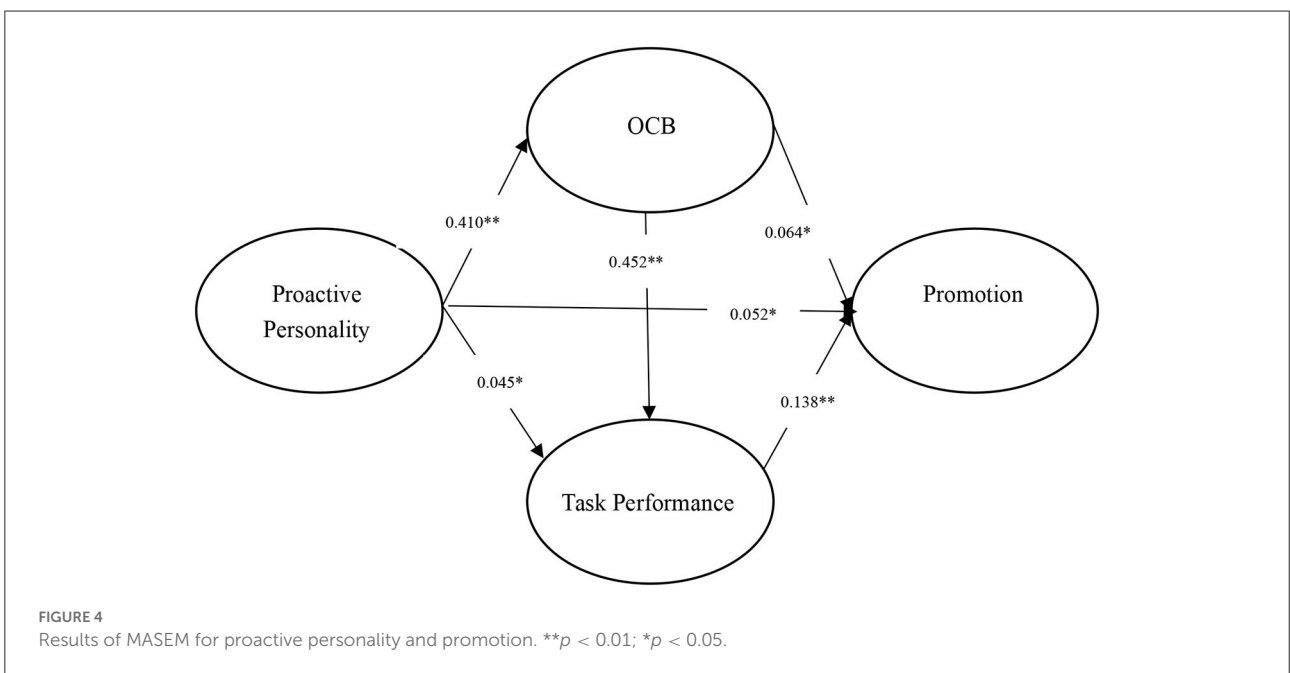 OCB
0.410**
0.064*
0.452**
Proactive
Personality
Promotion
0.052*
0.045*
0.138**
Task Performance
FIGURE 4
Results of MASEM for proactive personality and promotion. **p < 0.01; *p < 0.05.